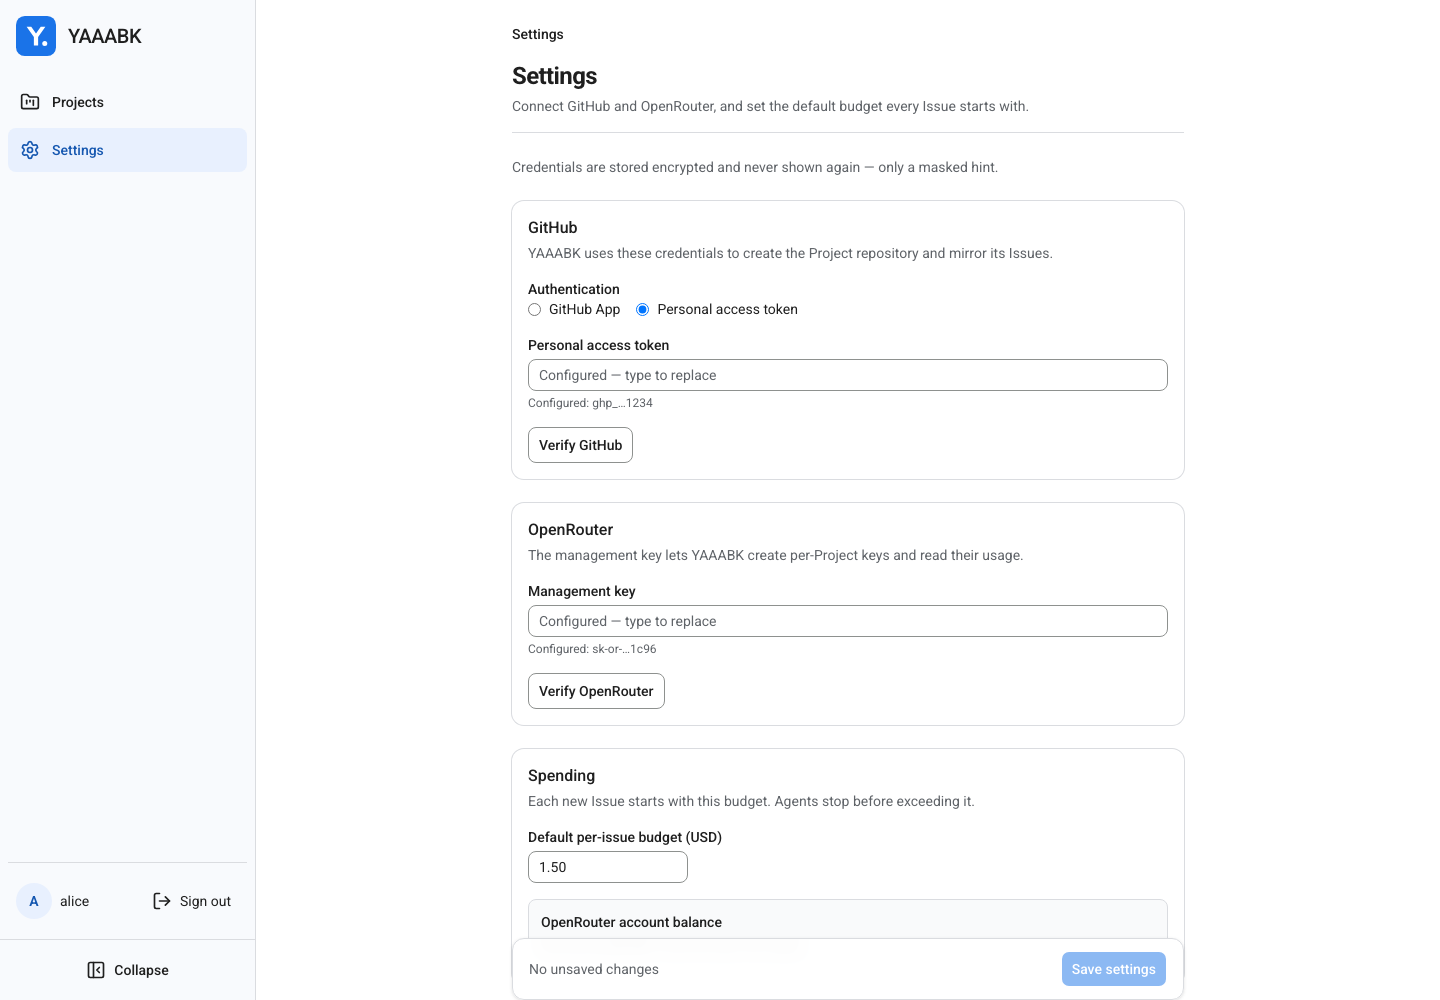 Y.
YAAABK
Projects
Settings
A
alice
Sign out
Collapse
Settings
Settings
Connect GitHub and OpenRouter, and set the default budget every Issue starts with.
Credentials are stored encrypted and never shown again — only a masked hint.
GitHub
YAAABK uses these credentials to create the Project repository and mirror its Issues.
Authentication
GitHub App
Personal access token
Personal access token
Configured — type to replace
Configured: ghp_…1234
Verify GitHub
OpenRouter
The management key lets YAAABK create per-Project keys and read their usage.
Management key
Configured — type to replace
Configured: sk-or-…1c96
Verify OpenRouter
Spending
Each new Issue starts with this budget. Agents stop before exceeding it.
Default per-issue budget (USD)
1.50
OpenRouter account balance
No unsaved changes
Save settings